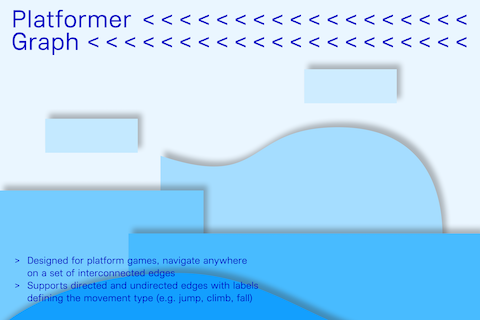 Platformer < < < < < < < < < < < < < < < < < <
Graph < < < < < < < < < < < < < < < < < < < < <
> Designed for platform games, navigate anywhere
on a set of interconnected edges
> Supports directed and undirected edges with labels
defining the movement type (e.g. jump, climb, fall)